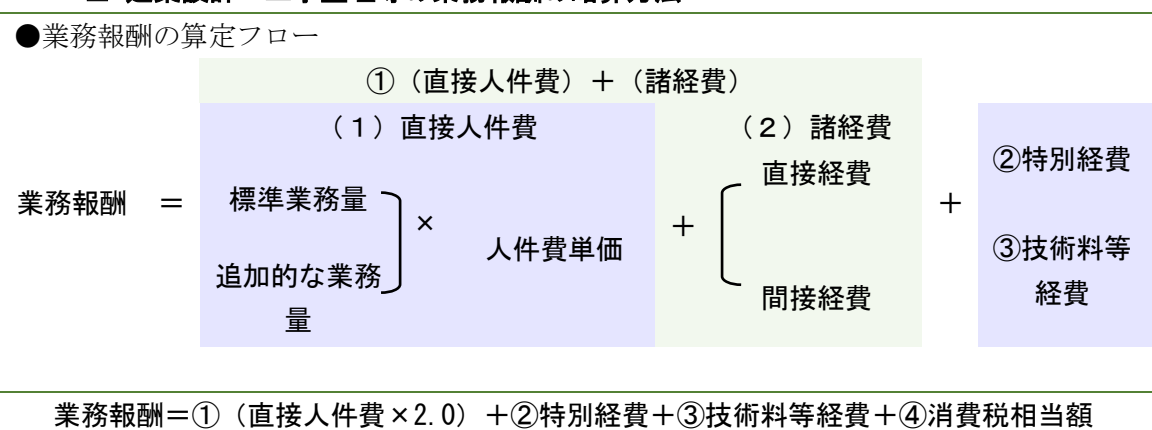 ●業務報酬の算定フロー
①（直接人件費）＋（諸経費）
（1）直接人件費
（２）諸経費
業務報酬
＝
標準業務量
追加的な業務
量
×
人件費単価
＋
直接経費
間接経費
＋
②特別経費
③技術料等
経費
業務報酬＝①（直接人件費×2.0）＋②特別経費＋③技術料等経費＋④消費税相当額